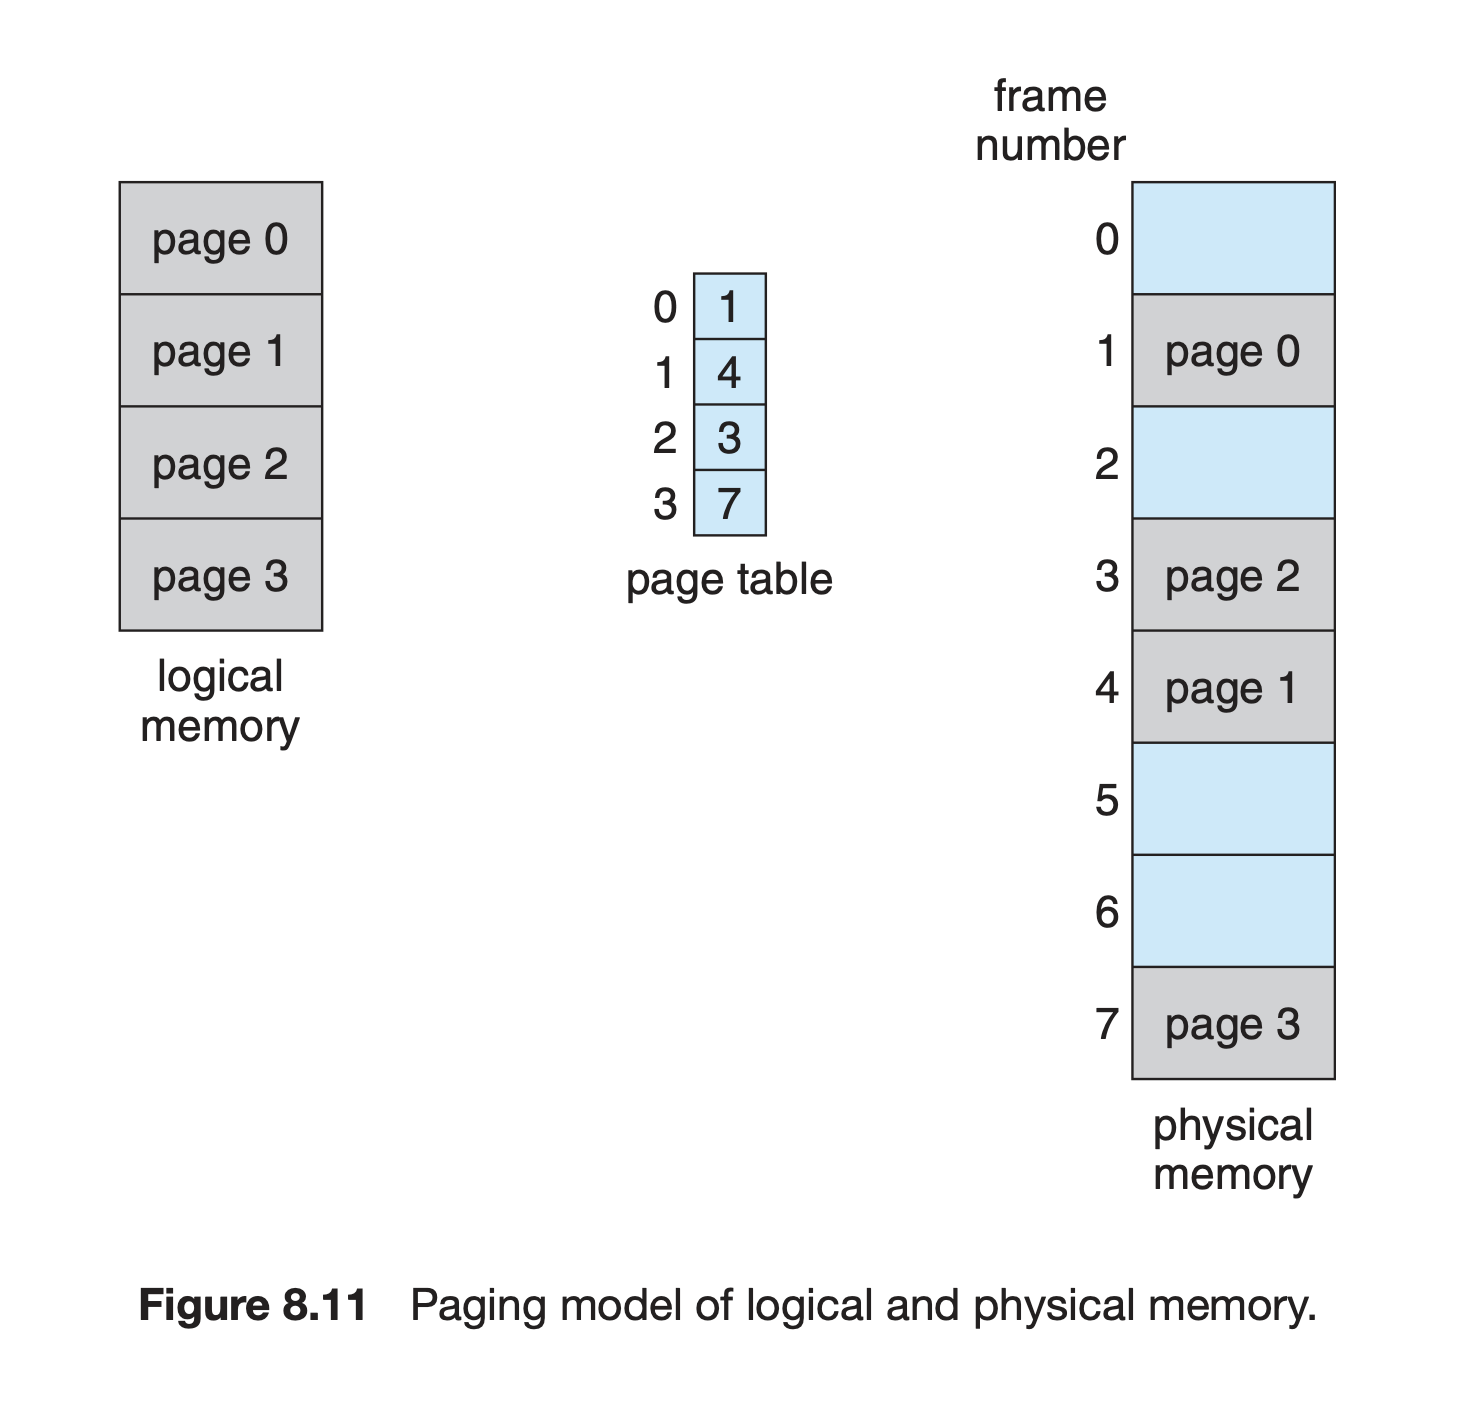 page 0
page 1
page 2
page 3
logical
memory
0 1
1 4
2 3
3 7
page table
frame
number
0
1 page 0
2
3 page 2
4 page 1
5
6
7 page 3
physical
memory
Figure 8.11 Paging model of logical and physical memory.